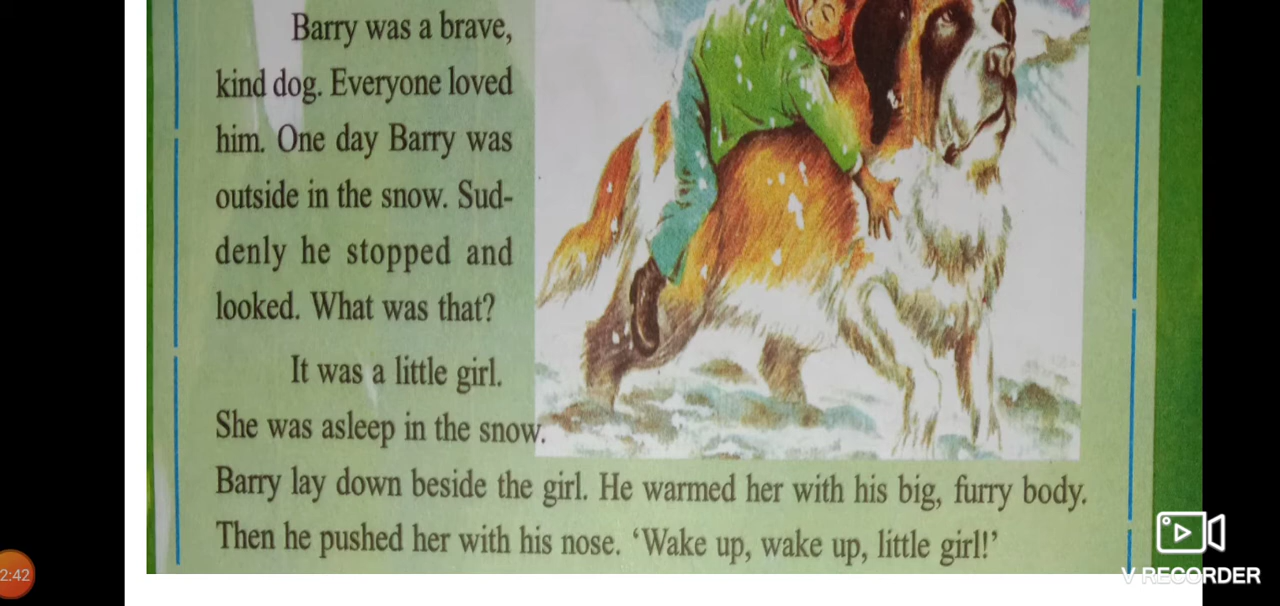 Barry was a brave,
kind dog. Everyone loved
him. One day Barry was
outside in the snow. Sud-
denly he stopped and
looked. What was that?
It was a little girl.
She was asleep in the snow.
Barry lay down beside the girl. He warmed her with his big, furry body.
Then he pushed her with his nose. ‘Wake up, wake up, little girl!’
2:42
V RECORDER